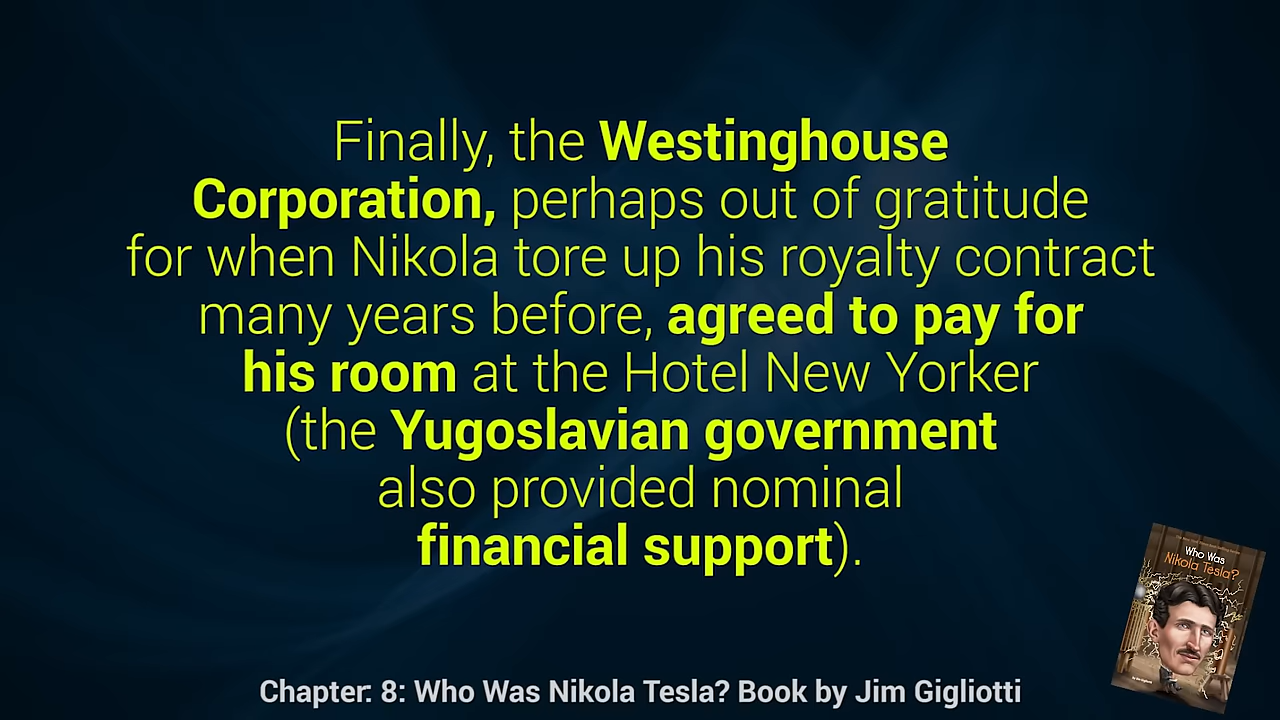 Finally, the Westinghouse
Corporation, perhaps out of gratitude
for when Nikola tore up his royalty contract
many years before, agreed to pay for
his room at the Hotel New Yorker
(the Yugoslavian government
also provided nominal
financial support).
Who Was
Nikola Tesla?
Chapter: 8: Who Was Nikola Tesla? Book by Jim Gigliotti